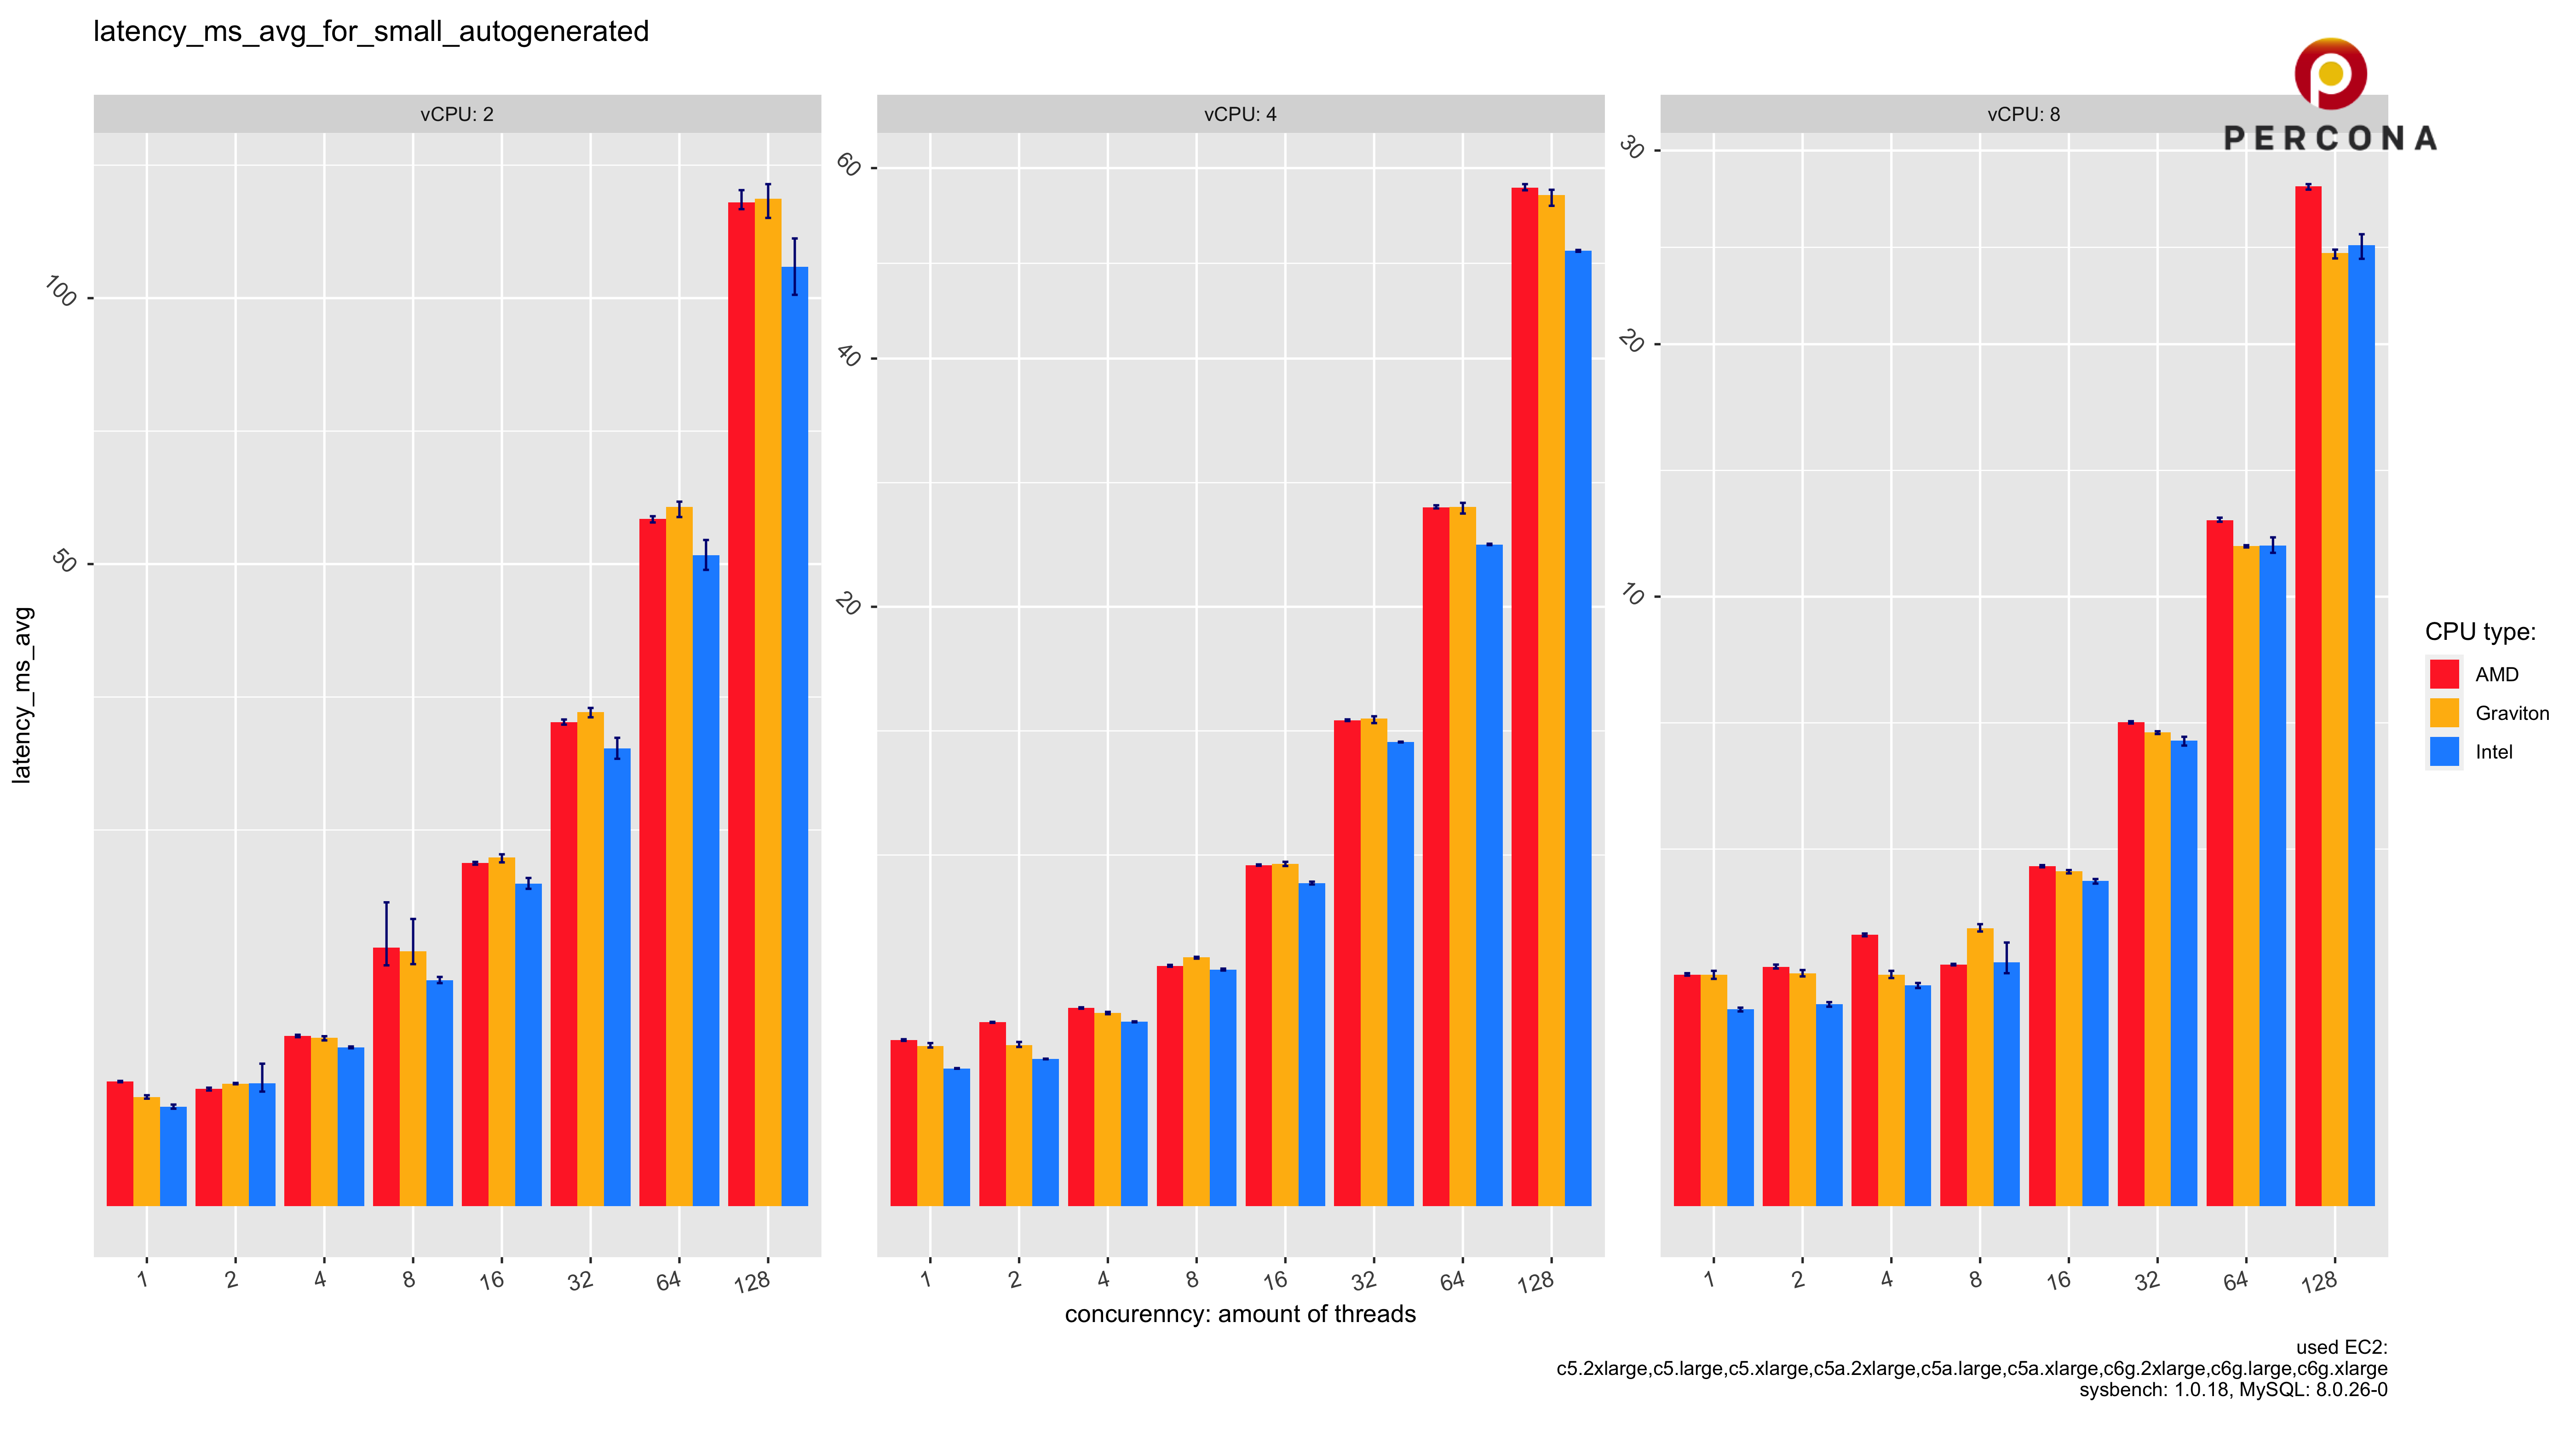 latency_ms_avg_for_small_autogenerated
PERCONA
vCPU: 2
vCPU: 4
vCPU: 8
latency_ms_avg
100
50
60
40
20
30
20
10
1 2 4 8 16 32 64 128
1 2 4 8 16 32 64 128
1 2 4 8 16 32 64 128
concurenncy: amount of threads
CPU type:
AMD
Graviton
Intel
used EC2:
c5.2xlarge,c5.large,c5.xlarge,c5a.2xlarge,c5a.large,c5a.xlarge,c6g.2xlarge,c6g.large,c6g.xlarge
sysbench: 1.0.18, MySQL: 8.0.26-0